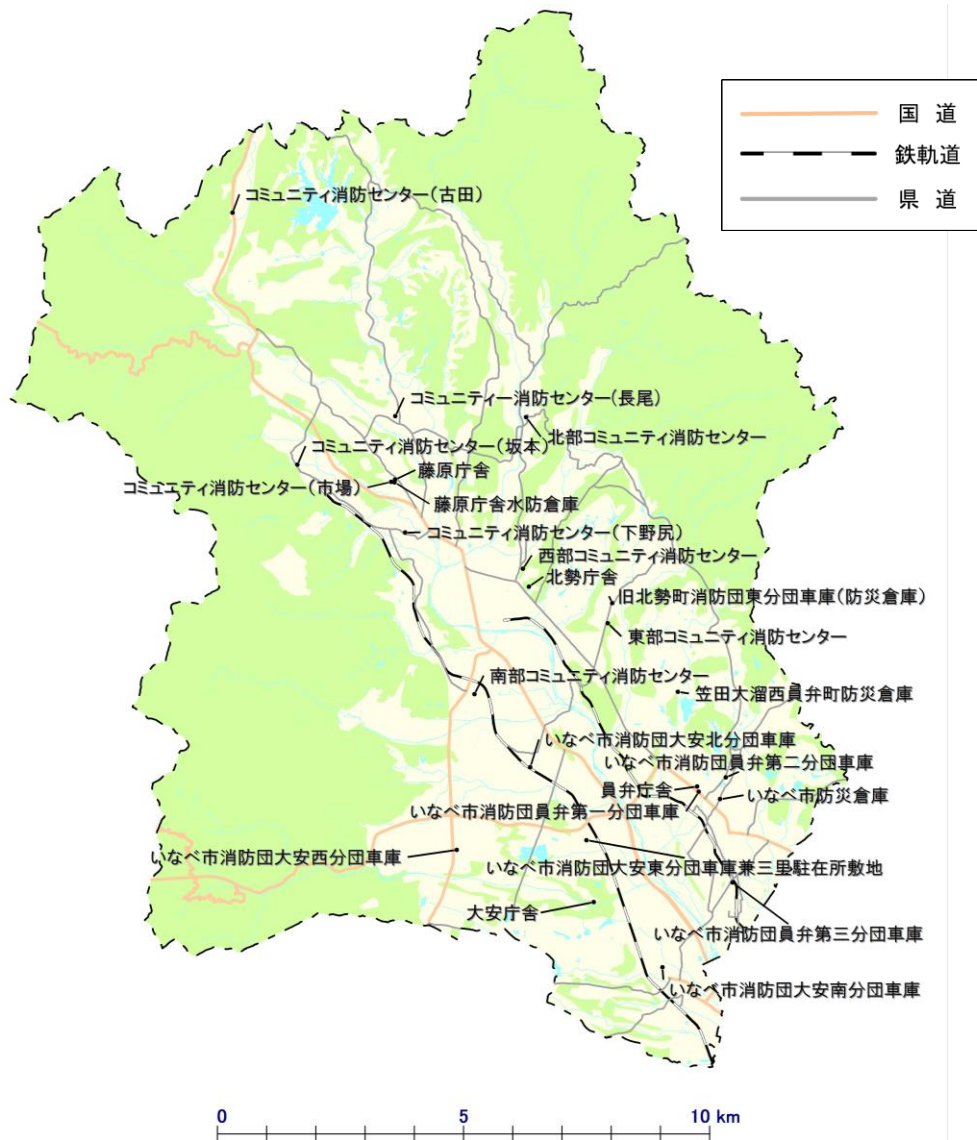 国 道
鉄軌道
県 道
コミュニティ消防センター(古田)
コミュニティー消防センター(長尾)
北部コミュニティ消防センター
コミュニティ消防センター(坂本)
藤原庁舎
コミュニティ消防センター(市場)
藤原庁舎水防倉庫
コミュニティ消防センター(下野尻)
西部コミュニティ消防センター
北勢庁舎
旧北勢町消防団東分団車庫(防災倉庫)
東部コミュニティ消防センター
南部コミュニティ消防センター
笠田大溜西員弁町防災倉庫
いなべ市消防団大安北分団車庫
いなべ市消防団員弁第二分団車庫
員弁庁舎
いなべ市防災倉庫
いなべ市消防団員弁第一分団車庫
いなべ市消防団大安西分団車庫
いなべ市消防団大安東分団車庫兼三里駐在所敷地
大安庁舎
いなべ市消防団員弁第三分団車庫
いなべ市消防団大安南分団車庫
0 5 10 km